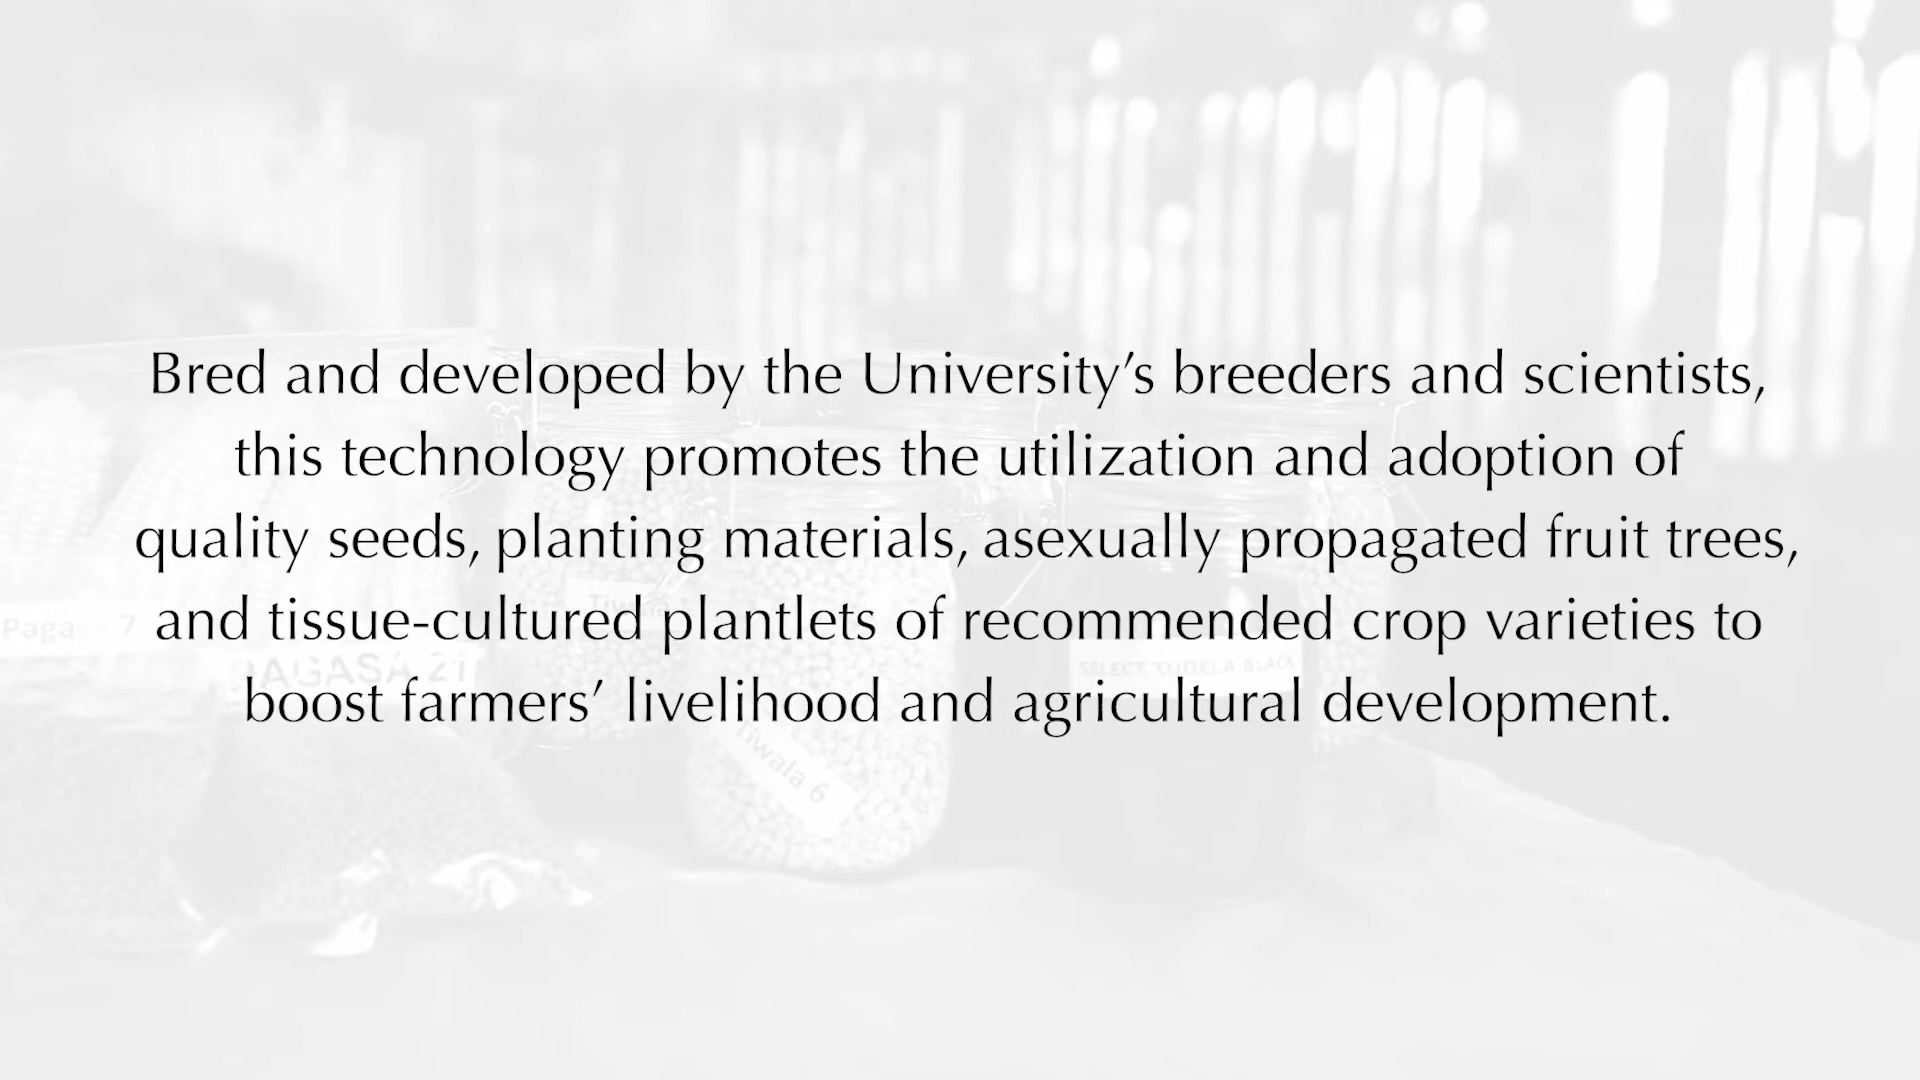 Bred and developed by the University’s breeders and scientists,
this technology promotes the utilization and adoption of
quality seeds, planting materials, asexually propagated fruit trees,
and tissue-cultured plantlets of recommended crop varieties to
boost farmers’ livelihood and agricultural development.
Tiwala 6